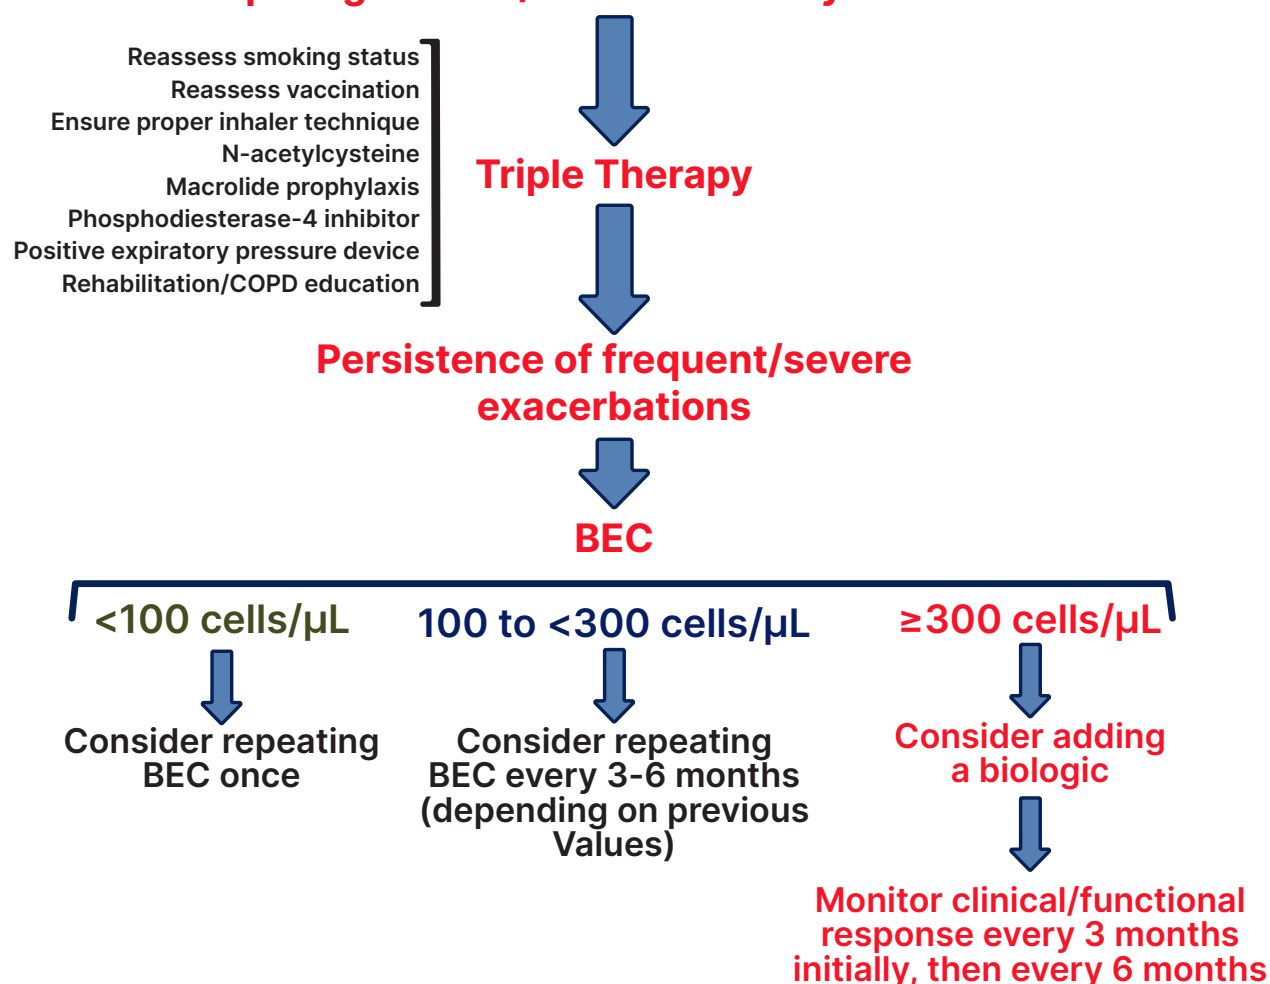 Reassess smoking status
Reassess vaccination
Ensure proper inhaler technique
N-acetylcysteine
Macrolide prophylaxis
Phosphodiesterase-4 inhibitor
Positive expiratory pressure device
Rehabilitation/COPD education
Triple Therapy
Persistence of frequent/severe
exacerbations
BEC
<100 cells/µL
100 to <300 cells/µL
≥300 cells/µL
Consider repeating
BEC once
Consider repeating
BEC every 3-6 months
(depending on previous
Values)
Consider adding
a biologic
Monitor clinical/functional
response every 3 months
initially, then every 6 months